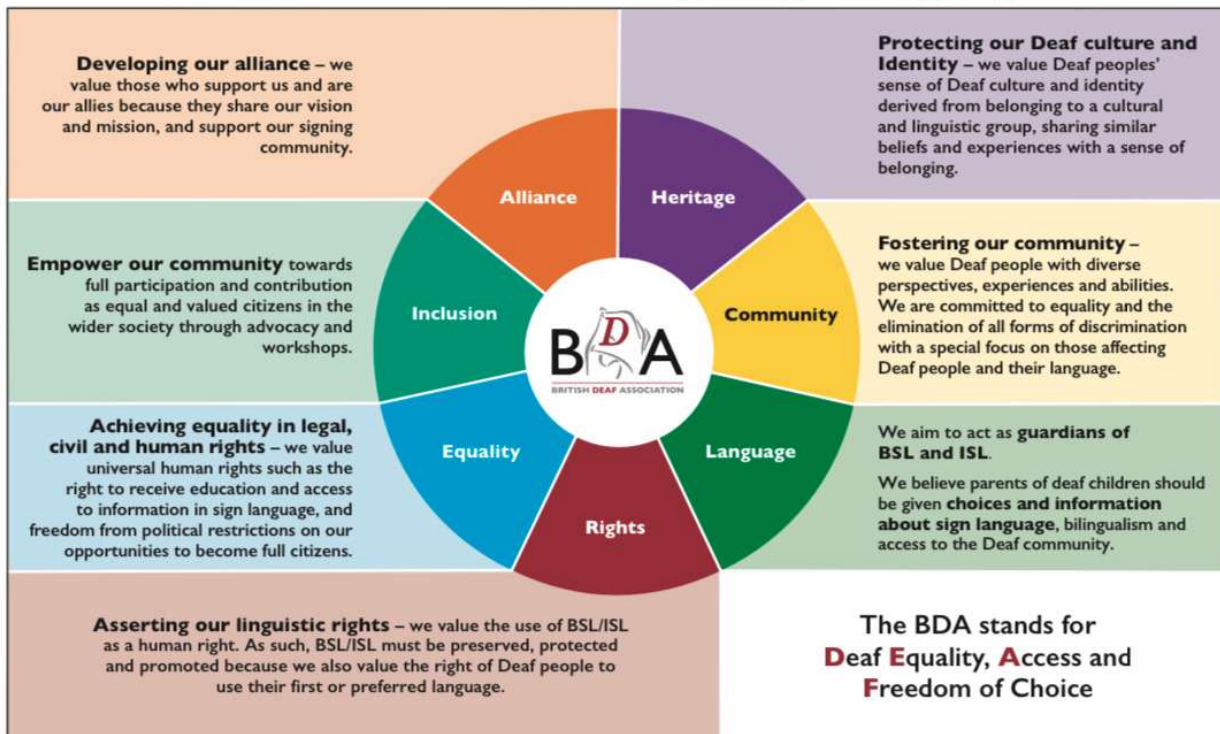 Developing our alliance – we
value those who support us and are
our allies because they share our vision
and mission, and support our signing
community.
Protecting our Deaf culture and
Identity – we value Deaf peoples'
sense of Deaf culture and identity
derived from belonging to a cultural
and linguistic group, sharing similar
beliefs and experiences with a sense of
belonging.
Alliance
Heritage
Empower our community towards
full participation and contribution
as equal and valued citizens in the
wider society through advocacy and
workshops.
Inclusion
Community
Fostering our community –
we value Deaf people with diverse
perspectives, experiences and abilities.
We are committed to equality and the
elimination of all forms of discrimination
with a special focus on those affecting
Deaf people and their language.
BDA
BRITISH DEAF ASSOCIATION
Achieving equality in legal,
civil and human rights – we value
universal human rights such as the
right to receive education and access
to information in sign language, and
freedom from political restrictions on our
opportunities to become full citizens.
Equality
Language
We aim to act as guardians of
BSL and ISL.
We believe parents of deaf children should
be given choices and information
about sign language, bilingualism and
access to the Deaf community.
Rights
Asserting our linguistic rights – we value the use of BSL/ISL
as a human right. As such, BSL/ISL must be preserved, protected
and promoted because we also value the right of Deaf people to
use their first or preferred language.
The BDA stands for
Deaf Equality, Access and
Freedom of Choice